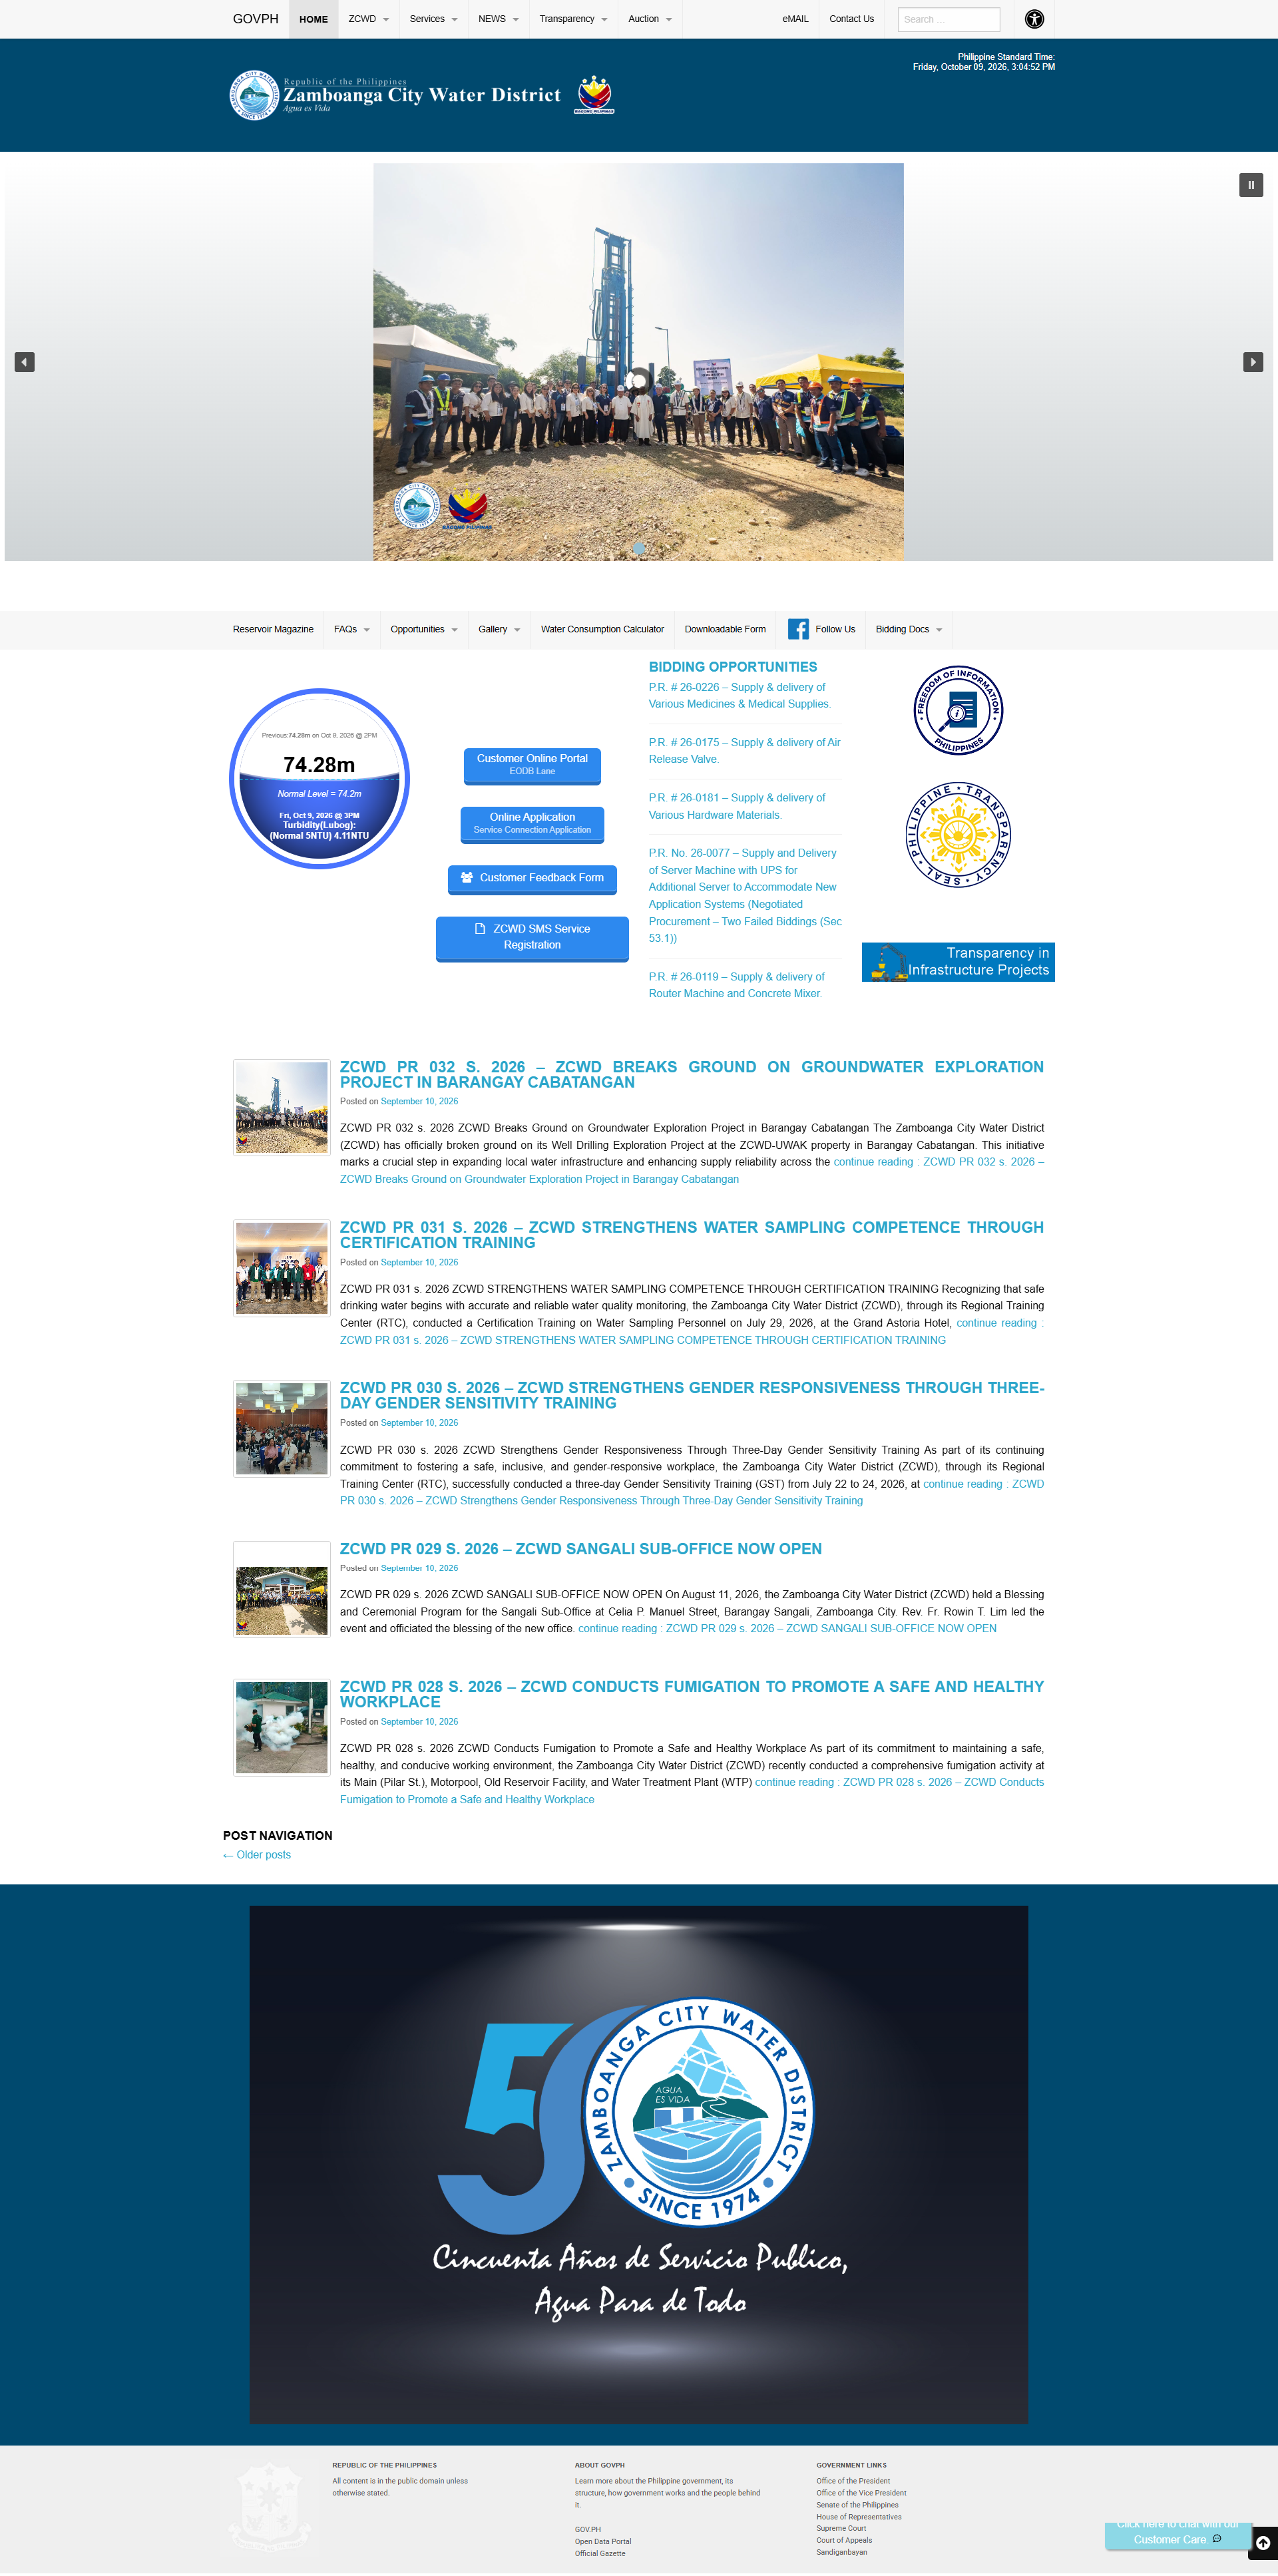 GOVPH
HOME
ZCWD
Services
NEWS
Transparency
Auction
eMAIL
Contact Us
Search ...
Philippine Standard Time:
Friday, October 09, 2026, 3:04:52 PM
Republic of the Philippines
Zamboanga City Water District
Agua es Vida
BAGONG PILIPINAS
Reservoir Magazine
FAQs
Opportunities
Gallery
Water Consumption Calculator
Downloadable Form
Follow Us
Bidding Docs
Previous:74.28m on Oct 9, 2026 @ 2PM
74.28m
Normal Level = 74.2m
Fri, Oct 9, 2026 @ 3PM
Turbidity(Lubog):
(Normal 5NTU) 4.11NTU
Customer Online Portal
EODB Lane
Online Application
Service Connection Application
Customer Feedback Form
ZCWD SMS Service
Registration
BIDDING OPPORTUNITIES
P.R. # 26-0226 – Supply & delivery of
Various Medicines & Medical Supplies.
P.R. # 26-0175 – Supply & delivery of Air
Release Valve.
P.R. # 26-0181 – Supply & delivery of
Various Hardware Materials.
P.R. No. 26-0077 – Supply and Delivery
of Server Machine with UPS for
Additional Server to Accommodate New
Application Systems (Negotiated
Procurement – Two Failed Biddings (Sec
53.1))
P.R. # 26-0119 – Supply & delivery of
Router Machine and Concrete Mixer.
FREEDOM OF INFORMATION
PHILIPPINES
PHILIPPINE TRANSPARENCY SEAL
Transparency in
Infrastructure Projects
ZCWD PR 032 S. 2026 – ZCWD BREAKS GROUND ON GROUNDWATER EXPLORATION
PROJECT IN BARANGAY CABATANGAN
Posted on September 10, 2026
ZCWD PR 032 s. 2026 ZCWD Breaks Ground on Groundwater Exploration Project in Barangay Cabatangan The Zamboanga City Water District
(ZCWD) has officially broken ground on its Well Drilling Exploration Project at the ZCWD-UWAK property in Barangay Cabatangan. This initiative
marks a crucial step in expanding local water infrastructure and enhancing supply reliability across the continue reading : ZCWD PR 032 s. 2026 –
ZCWD Breaks Ground on Groundwater Exploration Project in Barangay Cabatangan
ZCWD PR 031 S. 2026 – ZCWD STRENGTHENS WATER SAMPLING COMPETENCE THROUGH
CERTIFICATION TRAINING
Posted on September 10, 2026
ZCWD PR 031 s. 2026 ZCWD STRENGTHENS WATER SAMPLING COMPETENCE THROUGH CERTIFICATION TRAINING Recognizing that safe
drinking water begins with accurate and reliable water quality monitoring, the Zamboanga City Water District (ZCWD), through its Regional Training
Center (RTC), conducted a Certification Training on Water Sampling Personnel on July 29, 2026, at the Grand Astoria Hotel, continue reading :
ZCWD PR 031 s. 2026 – ZCWD STRENGTHENS WATER SAMPLING COMPETENCE THROUGH CERTIFICATION TRAINING
ZCWD PR 030 S. 2026 – ZCWD STRENGTHENS GENDER RESPONSIVENESS THROUGH THREE-
DAY GENDER SENSITIVITY TRAINING
Posted on September 10, 2026
ZCWD PR 030 s. 2026 ZCWD Strengthens Gender Responsiveness Through Three-Day Gender Sensitivity Training As part of its continuing
commitment to fostering a safe, inclusive, and gender-responsive workplace, the Zamboanga City Water District (ZCWD), through its Regional
Training Center (RTC), successfully conducted a three-day Gender Sensitivity Training (GST) from July 22 to 24, 2026, at continue reading : ZCWD
PR 030 s. 2026 – ZCWD Strengthens Gender Responsiveness Through Three-Day Gender Sensitivity Training
ZCWD PR 029 S. 2026 – ZCWD SANGALI SUB-OFFICE NOW OPEN
Posted on September 10, 2026
ZCWD PR 029 s. 2026 ZCWD SANGALI SUB-OFFICE NOW OPEN On August 11, 2026, the Zamboanga City Water District (ZCWD) held a Blessing
and Ceremonial Program for the Sangali Sub-Office at Celia P. Manuel Street, Barangay Sangali, Zamboanga City. Rev. Fr. Rowin T. Lim led the
event and officiated the blessing of the new office. continue reading : ZCWD PR 029 s. 2026 – ZCWD SANGALI SUB-OFFICE NOW OPEN
ZCWD PR 028 S. 2026 – ZCWD CONDUCTS FUMIGATION TO PROMOTE A SAFE AND HEALTHY
WORKPLACE
Posted on September 10, 2026
ZCWD PR 028 s. 2026 ZCWD Conducts Fumigation to Promote a Safe and Healthy Workplace As part of its commitment to maintaining a safe,
healthy, and conducive working environment, the Zamboanga City Water District (ZCWD) recently conducted a comprehensive fumigation activity at
its Main (Pilar St.), Motorpool, Old Reservoir Facility, and Water Treatment Plant (WTP) continue reading : ZCWD PR 028 s. 2026 – ZCWD Conducts
Fumigation to Promote a Safe and Healthy Workplace
POST NAVIGATION
← Older posts
50
ZAMBOANGA CITY WATER DISTRICT
AGUA
ES VIDA
SINCE 1974
Cincuenta Años de Servicio Publico,
Agua Para de Todo
REPUBLIC OF THE PHILIPPINES
All content is in the public domain unless
otherwise stated.
ABOUT GOVPH
Learn more about the Philippine government, its
structure, how government works and the people behind
it.
GOV.PH
Open Data Portal
Official Gazette
GOVERNMENT LINKS
Office of the President
Office of the Vice President
Senate of the Philippines
House of Representatives
Supreme Court
Court of Appeals
Sandiganbayan
Click here to chat with our
Customer Care.